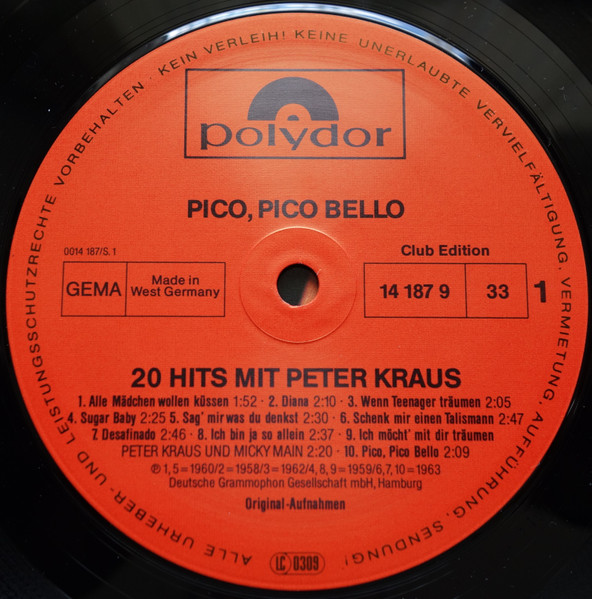 ALLE URHEBER- UND LEISTUNGSSCHUTZRECHTE VORBEHALTEN · KEIN VERLEIH! KEINE UNERLAUBTE VERVIELFÄLTIGUNG, VERMIETUNG, AUFFÜHRUNG, SENDUNG!
polydor
PICO, PICO BELLO
0014 187/S. 1
Club Edition
GEMA
Made in
West Germany
14 187 9
33
1
20 HITS MIT PETER KRAUS
1. Alle Mädchen wollen küssen 1:52 · 2. Diana 2:10 · 3. Wenn Teenager träumen 2:05
4. Sugar Baby 2:25 5. Sag' mir was du denkst 2:30 · 6. Schenk mir einen Talismann 2:47
7. Desafinado 2:46 · 8. Ich bin ja so allein 2:37 · 9. Ich möcht' mit dir träumen
PETER KRAUS UND MICKY MAIN 2:20 · 10. Pico, Pico Bello 2:09
℗ 1, 5=1960/2=1958/3=1962/4, 8, 9=1959/6, 7, 10=1963
Deutsche Grammophon Gesellschaft mbH, Hamburg
Original-Aufnahmen
LC 0309